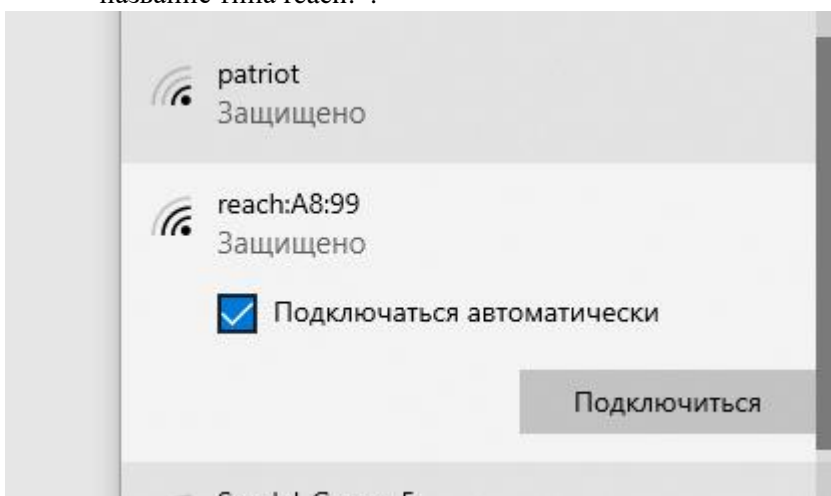 patriot
Защищено
reach:A8:99
Защищено
Подключаться автоматически
Подключиться